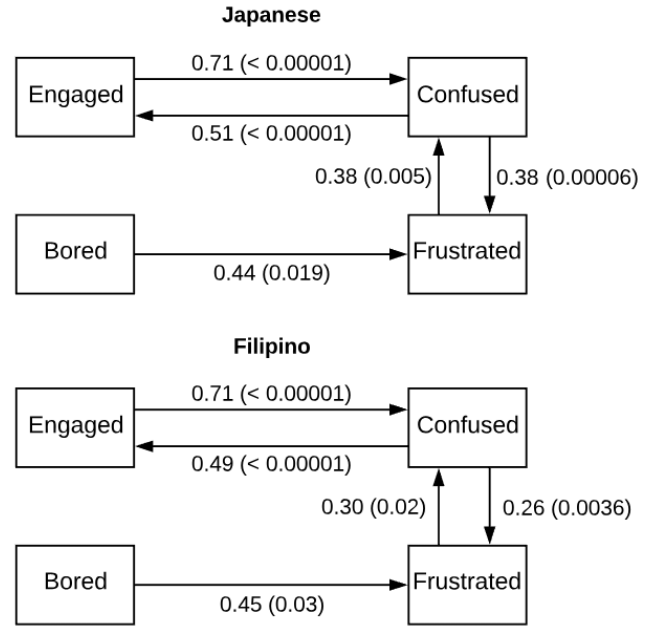 Japanese
0.71 (< 0.00001)
Engaged
Confused
0.51 (< 0.00001)
0.38 (0.005)
0.38 (0.00006)
Bored
Frustrated
0.44 (0.019)
Filipino
0.71 (< 0.00001)
Engaged
Confused
0.49 (< 0.00001)
0.30 (0.02)
0.26 (0.0036)
Bored
Frustrated
0.45 (0.03)